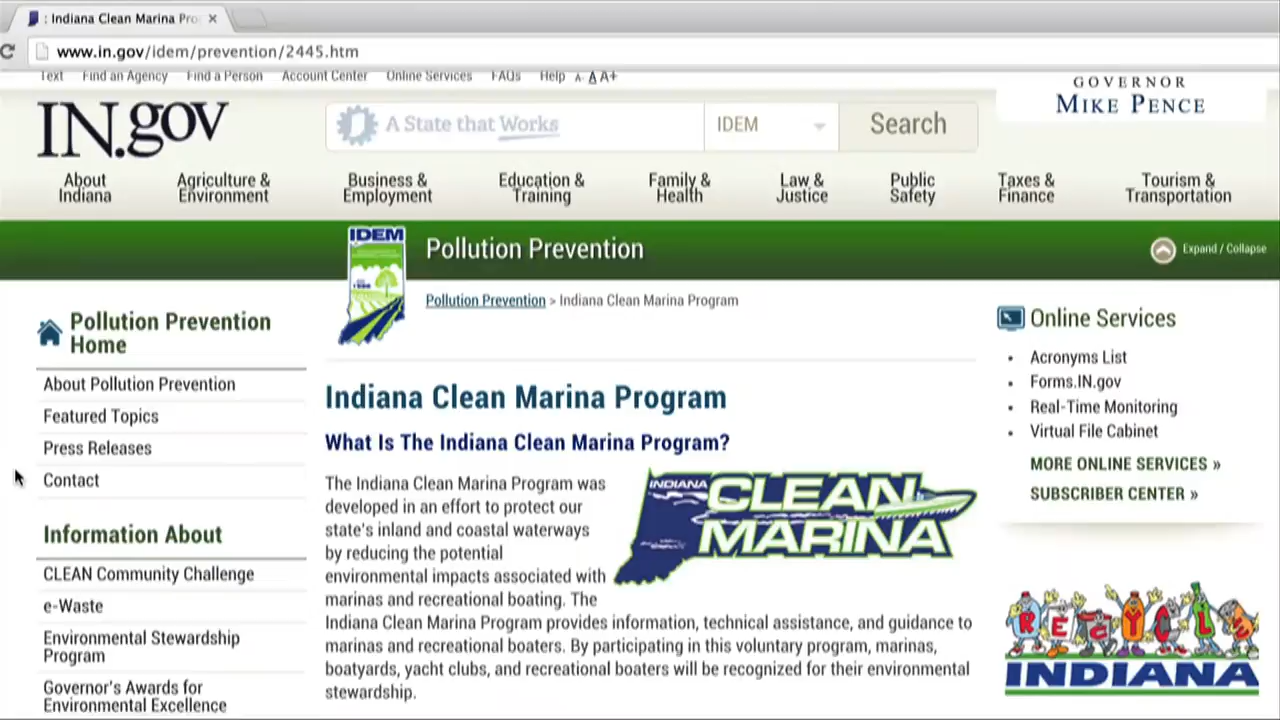 : Indiana Clean Marina Pro
www.in.gov/idem/prevention/2445.htm
Text Find an Agency Find a Person Account Center Online Services FAQs Help A- A A+
GOVERNOR
MIKE PENCE
IN.gov
A State that Works
IDEM
Search
About
Indiana
Agriculture &
Environment
Business &
Employment
Education &
Training
Family &
Health
Law &
Justice
Public
Safety
Taxes &
Finance
Tourism &
Transportation
IDEM
Pollution Prevention
Expand / Collapse
Pollution Prevention > Indiana Clean Marina Program
Pollution Prevention
Home
About Pollution Prevention
Featured Topics
Press Releases
Contact
Information About
CLEAN Community Challenge
e-Waste
Environmental Stewardship
Program
Governor's Awards for
Environmental Excellence
Indiana Clean Marina Program
What Is The Indiana Clean Marina Program?
The Indiana Clean Marina Program was
developed in an effort to protect our
state's inland and coastal waterways
by reducing the potential
environmental impacts associated with
marinas and recreational boating. The
Indiana Clean Marina Program provides information, technical assistance, and guidance to
marinas and recreational boaters. By participating in this voluntary program, marinas,
boatyards, yacht clubs, and recreational boaters will be recognized for their environmental
stewardship.
INDIANA
CLEAN
MARINA
Online Services
Acronyms List
Forms.IN.gov
Real-Time Monitoring
Virtual File Cabinet
MORE ONLINE SERVICES »
SUBSCRIBER CENTER »
RECYCLE
INDIANA